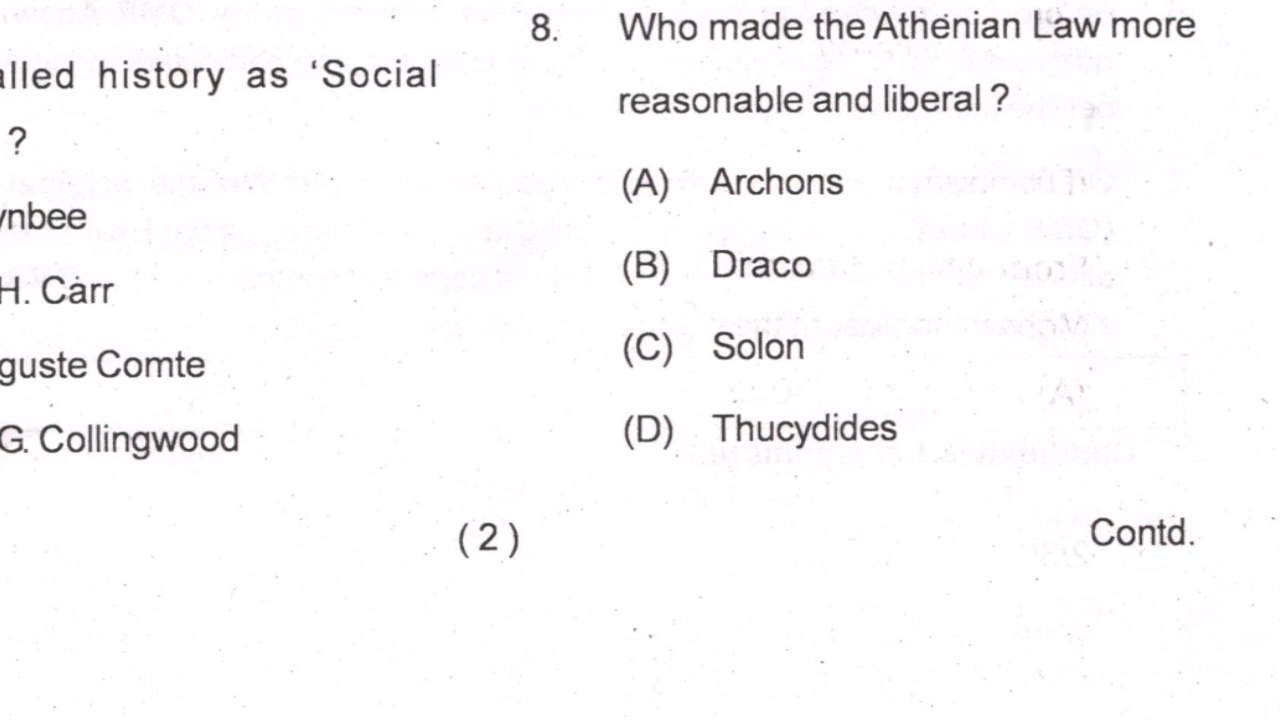 alled history as ‘Social
?
ynbee
H. Carr
guste Comte
G. Collingwood
8. Who made the Athenian Law more
reasonable and liberal ?
(A) Archons
(B) Draco
(C) Solon
(D) Thucydides
( 2 )
Contd.